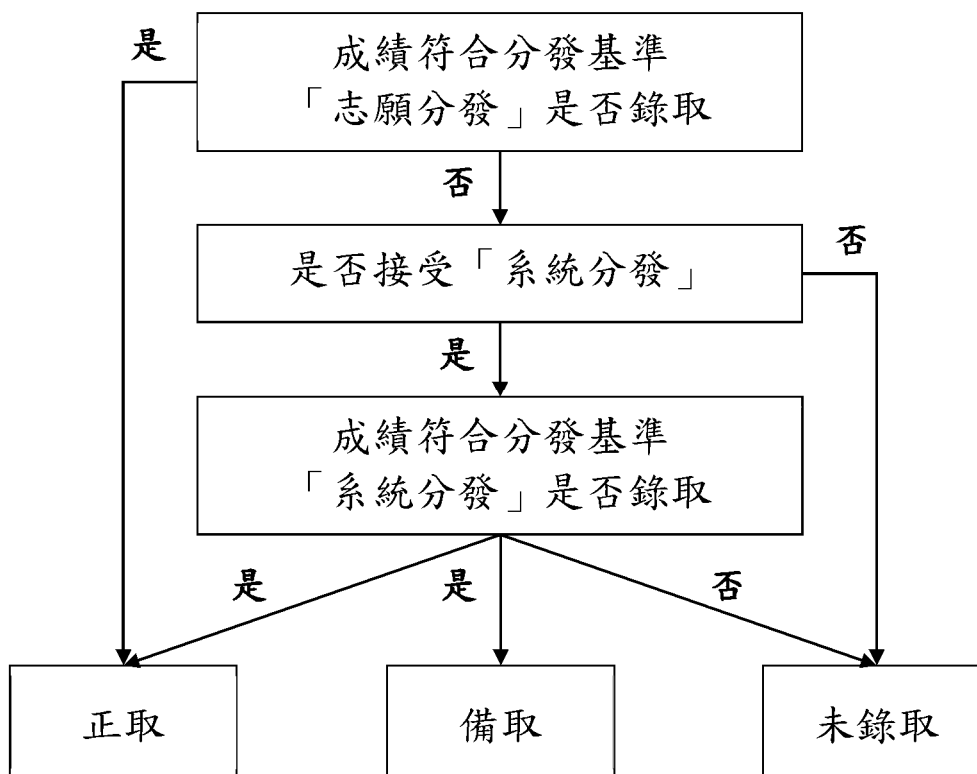 是
成績符合分發基準
「志願分發」是否錄取
否
是否接受「系統分發」
否
是
成績符合分發基準
「系統分發」是否錄取
是
是
否
正取
備取
未錄取